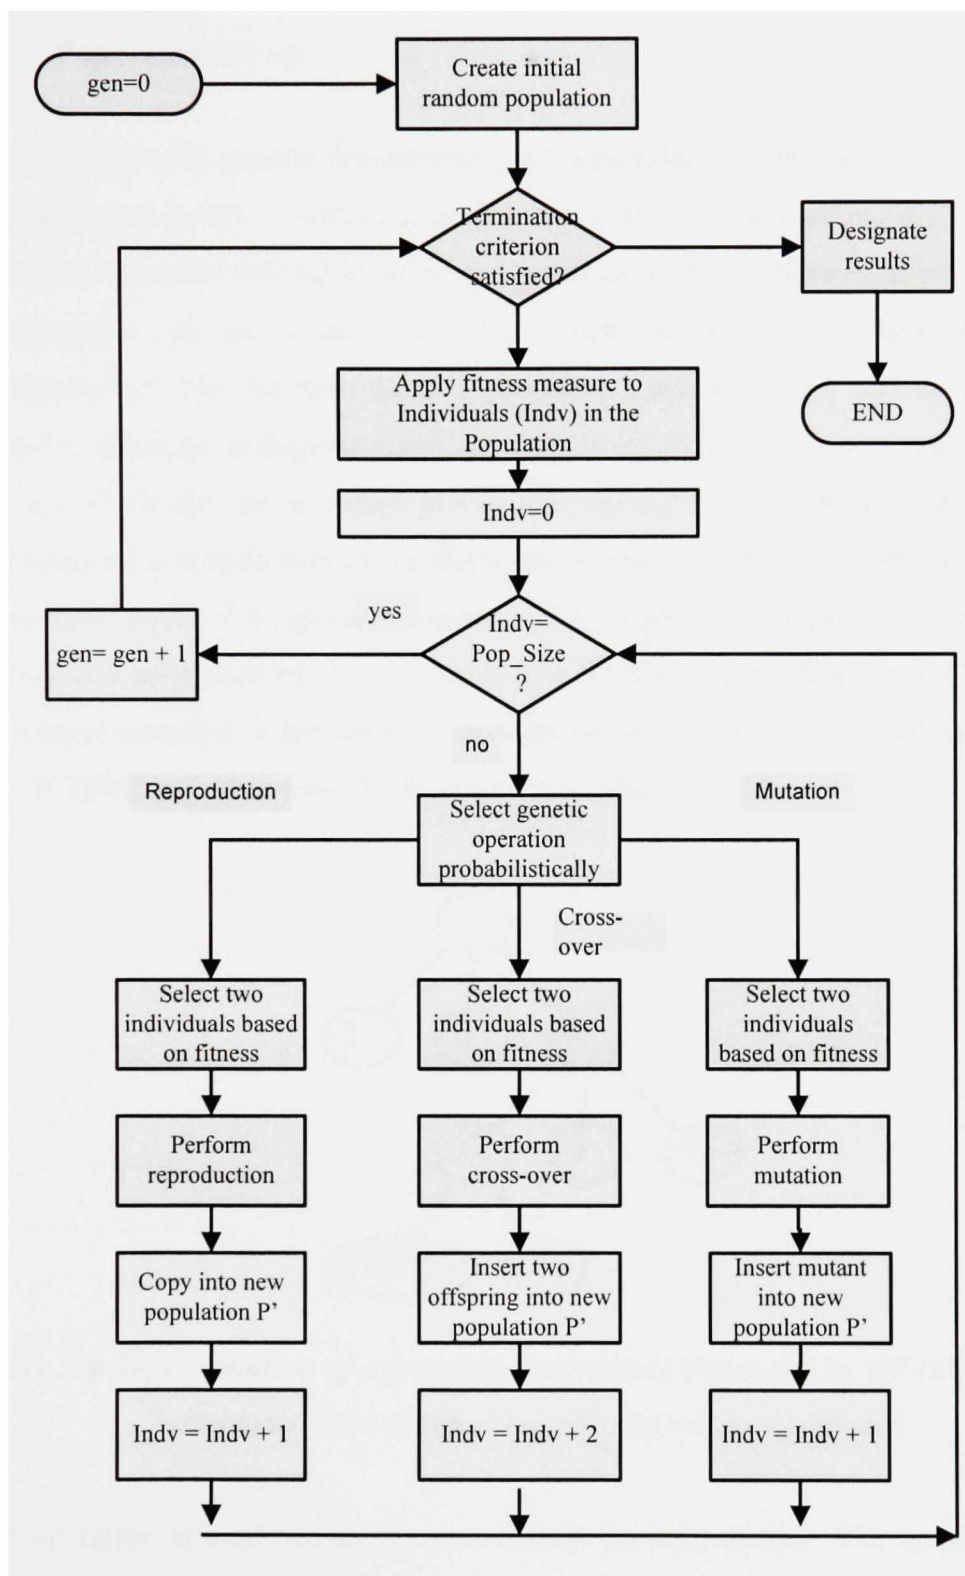 gen=0
Create initial
random population
Termination
criterion
satisfied?
Designate
results
END
Apply fitness measure to
Individuals (Indv) in the
Population
Indv=0
yes
Indv=
Pop_Size
?
gen= gen + 1
no
Reproduction
Mutation
Select genetic
operation
probabilistically
Cross-
over
Select two
individuals based
on fitness
Select two
individuals based
on fitness
Select two
individuals
based on fitness
Perform
reproduction
Perform
cross-over
Perform
mutation
Copy into new
population P'
Insert two
offspring into new
population P'
Insert mutant
into new
population P'
Indv = Indv + 1
Indv = Indv + 2
Indv = Indv + 1